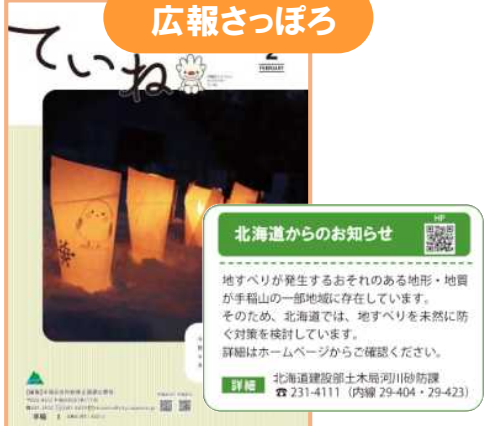 広報さっぽろ
ていね
2
FEBRUARY
HP
北海道からのお知らせ
地すべりが発生するおそれのある地形・地質
が手稲山の一部地域に存在しています。
そのため、北海道では、地すべりを未然に防
ぐ対策を検討しています。
詳細はホームページからご確認ください。
詳細
北海道建設部土木局河川砂防課
☎ 231-4111（内線 29-404・29-423）